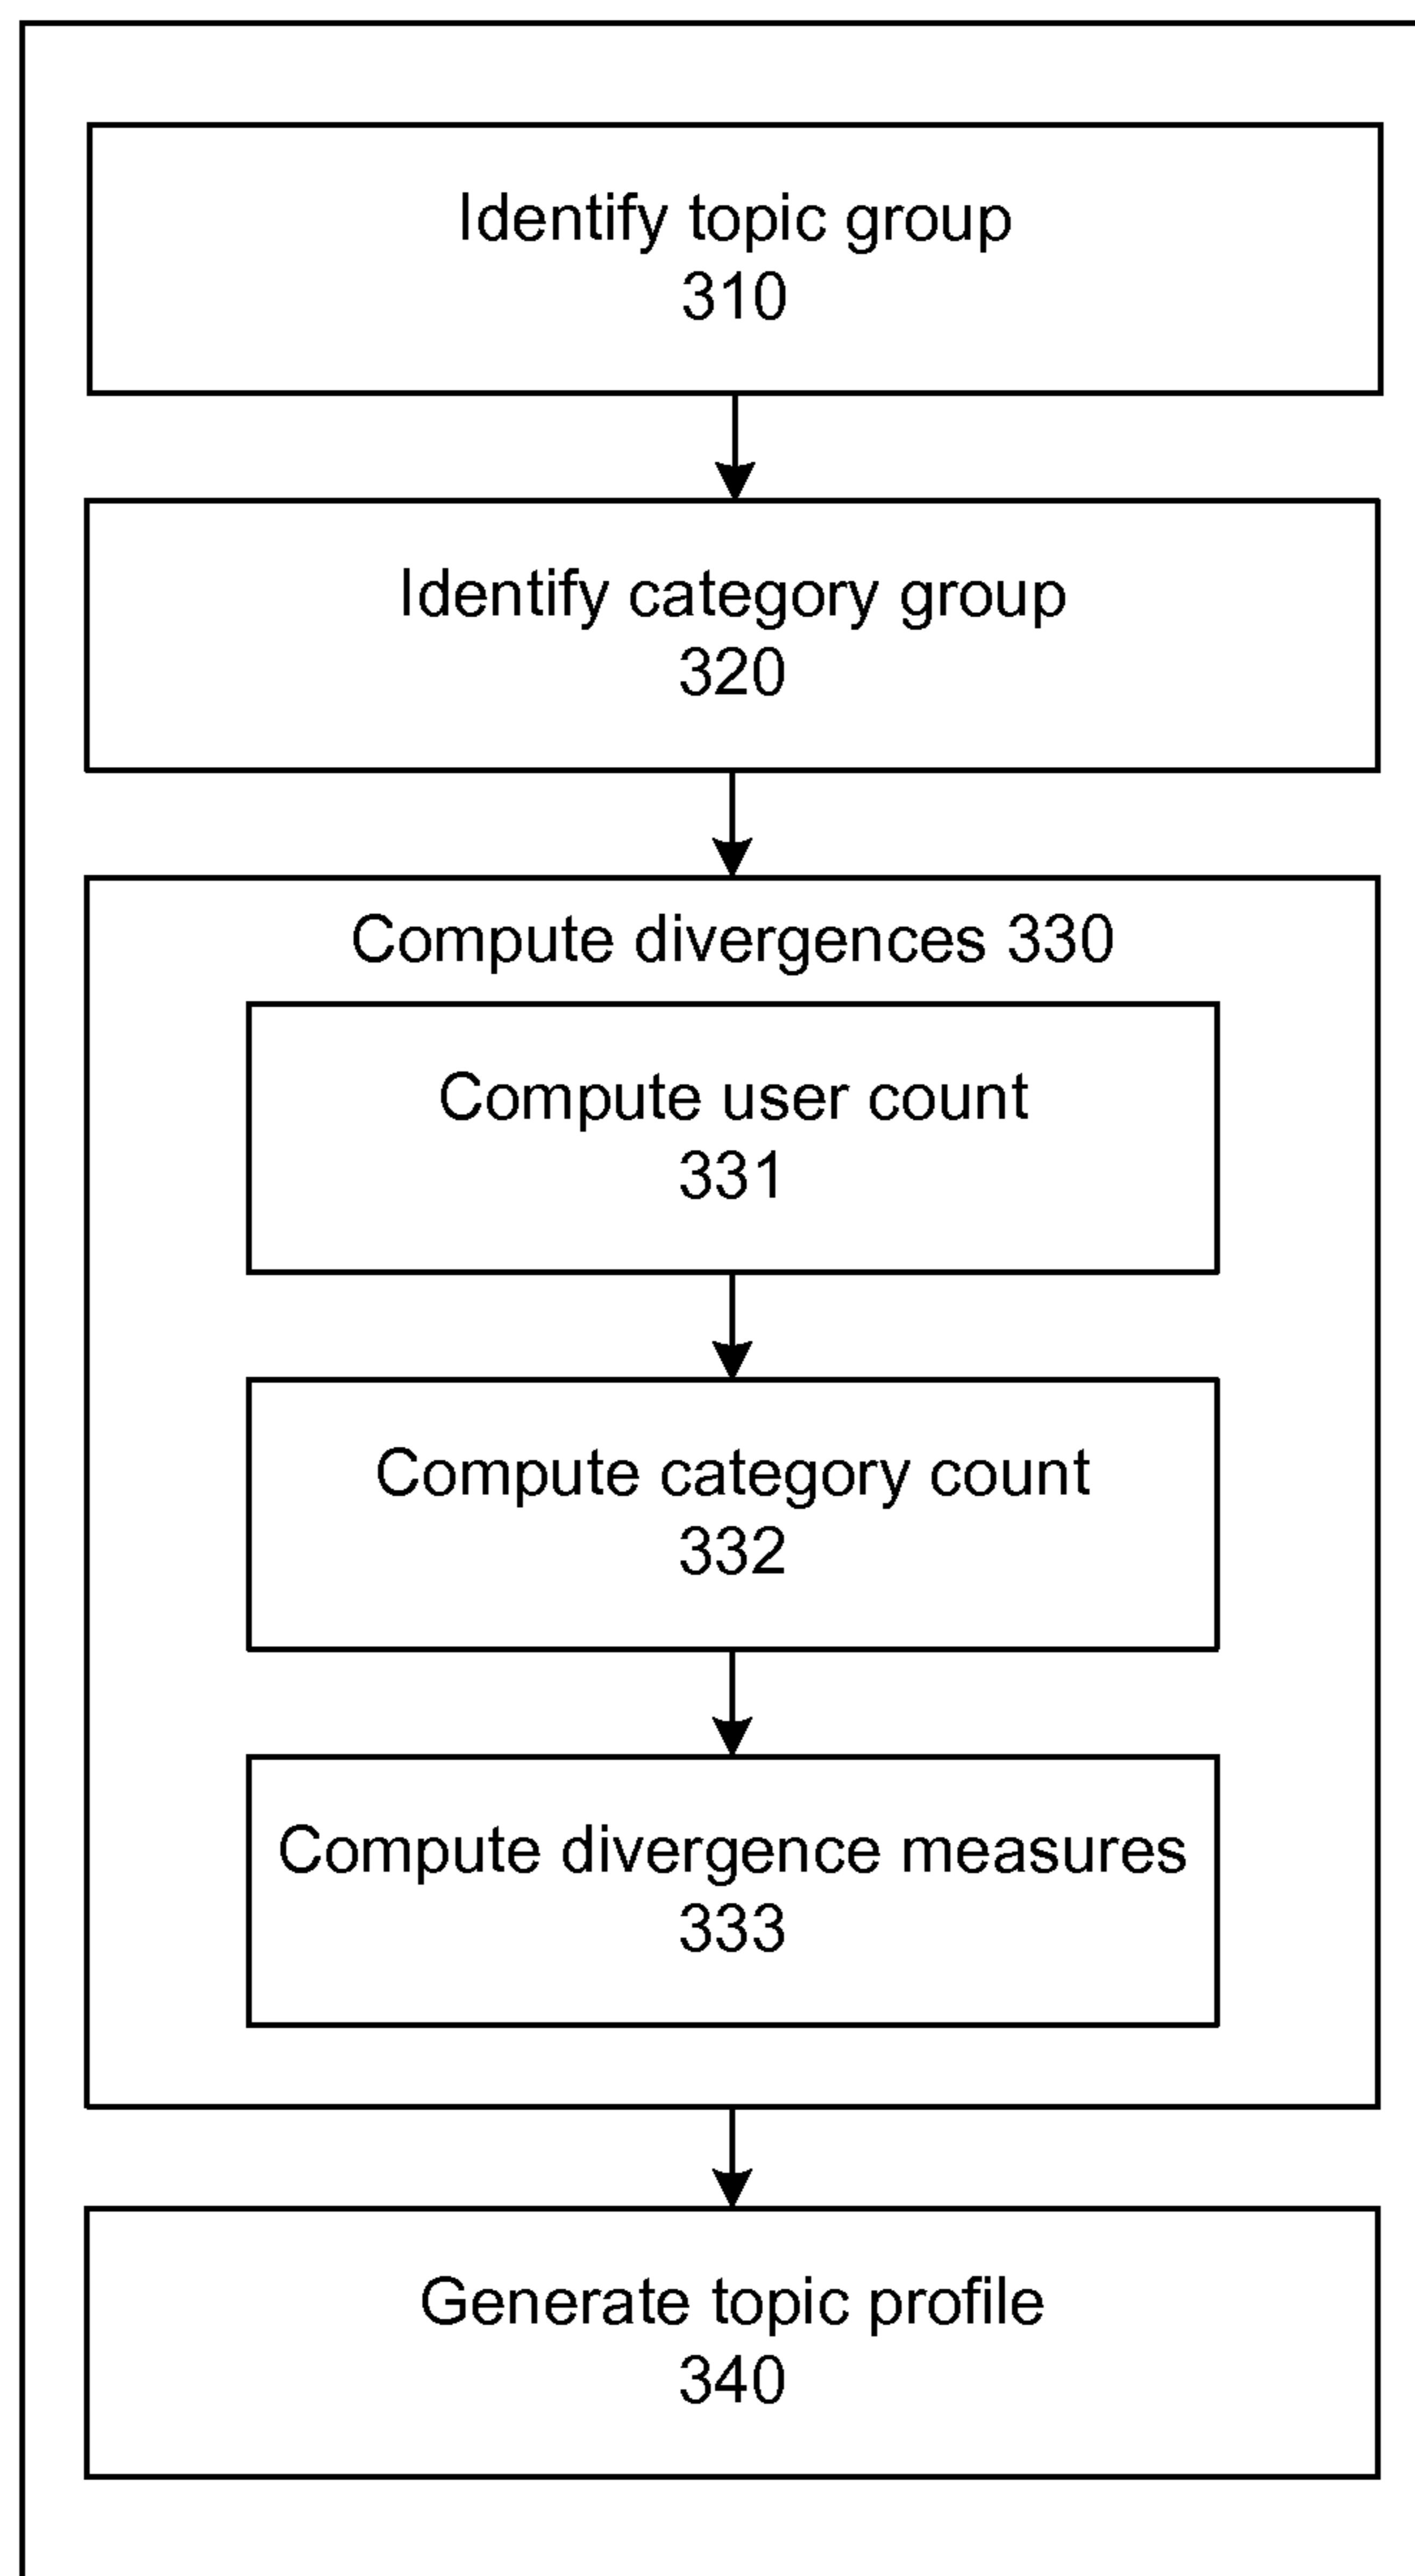 Identify topic group
310
Identify category group
320
Compute divergences 330
Compute user count
331
Compute category count
332
Compute divergence measures
333
Generate topic profile
340